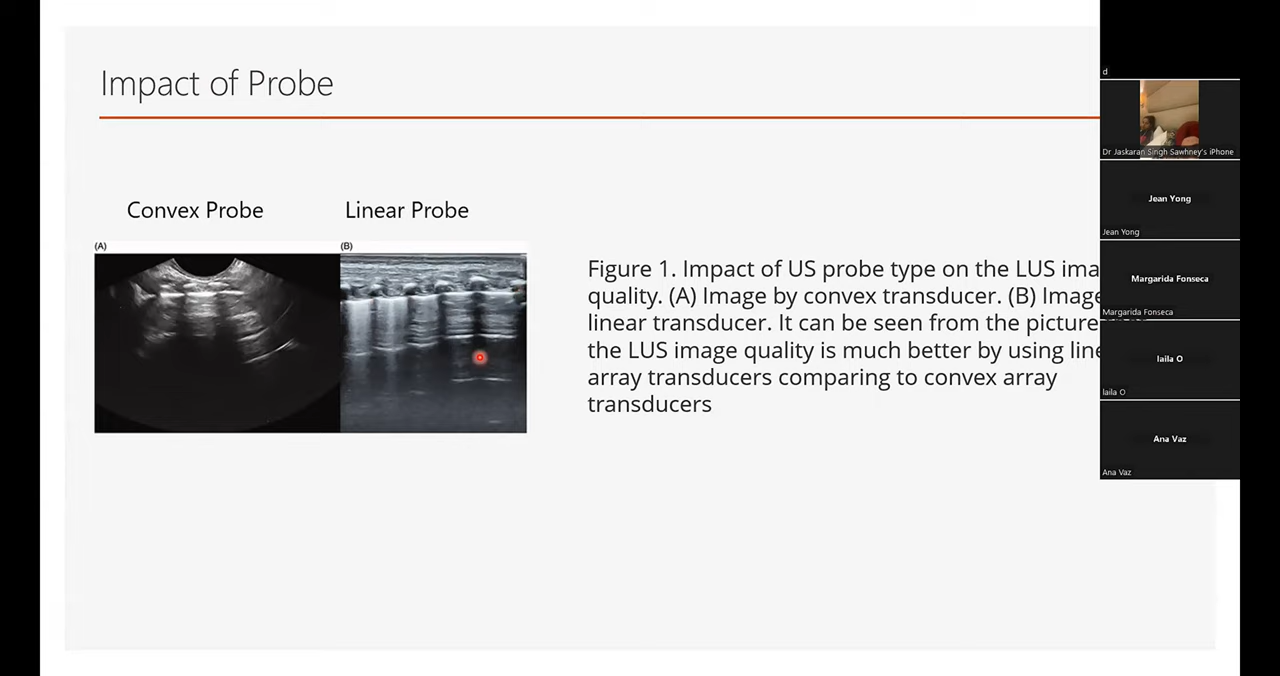 Impact of Probe
Convex Probe
Linear Probe
(A)
(B)
Figure 1. Impact of US probe type on the LUS ima
quality. (A) Image by convex transducer. (B) Image
linear transducer. It can be seen from the picture
the LUS image quality is much better by using line
array transducers comparing to convex array
transducers
d
Dr Jaskaran Singh Sawhney's iPhone
Jean Yong
Jean Yong
Margarida Fonseca
Margarida Fonseca
laila O
laila O
Ana Vaz
Ana Vaz